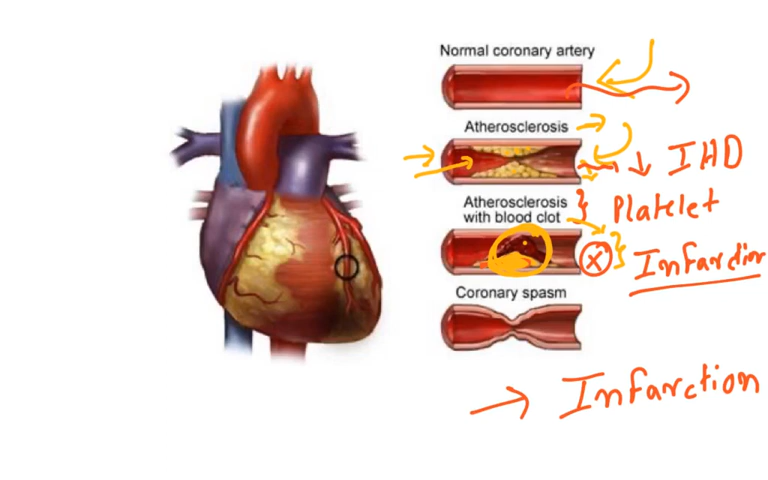 Normal coronary artery
Atherosclerosis
↓ IHD
Atherosclerosis
with blood clot
Platelet
Infarction
Coronary spasm
→ Infarction